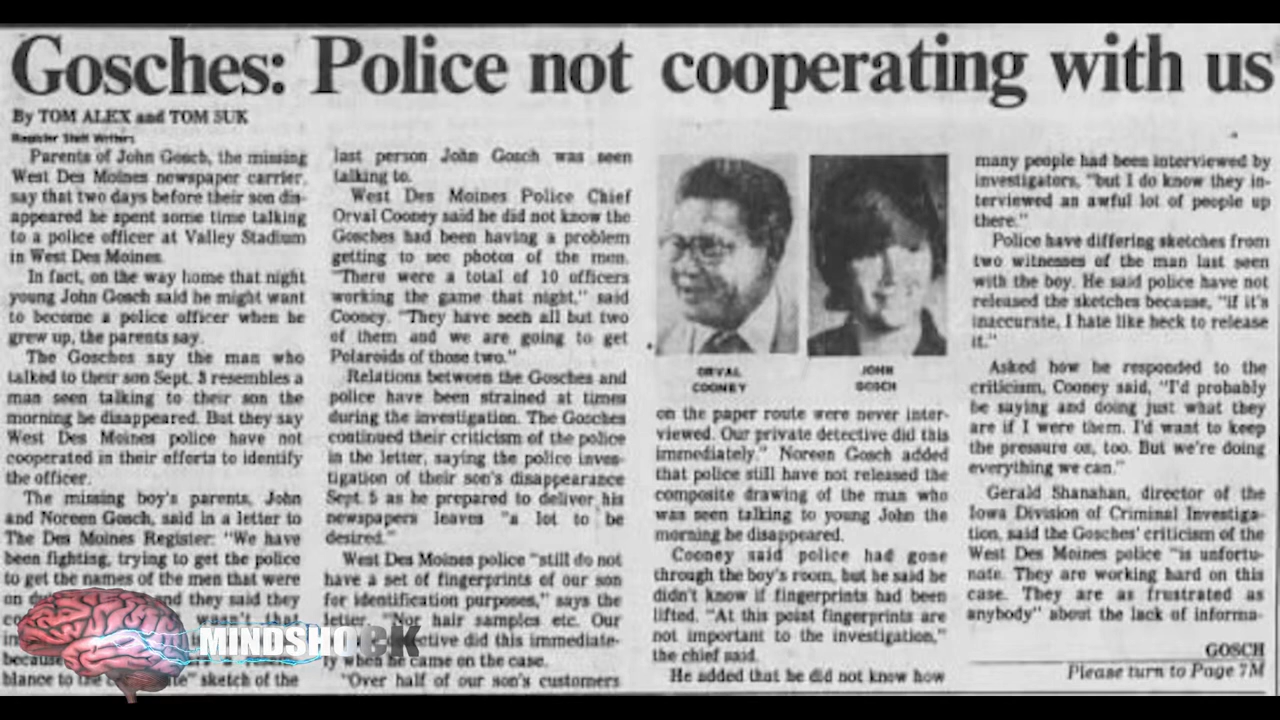 Gosches: Police not cooperating with us
By TOM ALEX and TOM SUK
Register Staff Writers
Parents of John Gosch, the missing
West Des Moines newspaper carrier,
say that two days before their son dis-
appeared he spent some time talking
to a police officer at Valley Stadium
in West Des Moines.
In fact, on the way home that night
young John Gosch said he might want
to become a police officer when he
grew up, the parents say.
The Gosches say the man who
talked to their son Sept. 3 resembles a
man seen talking to their son the
morning he disappeared. But they say
West Des Moines police have not
cooperated in their efforts to identify
the officer.
The missing boy's parents, John
and Noreen Gosch, said in a letter to
The Des Moines Register: "We have
been fighting, trying to get the police
to get the names of the men that were
on and they said they
wasn't that
because
blance to the sketch of the
last person John Gosch was seen
talking to.
West Des Moines Police Chief
Orval Cooney said he did not know the
Gosches had been having a problem
getting to see photos of the men.
"There were a total of 10 officers
working the game that night," said
Cooney. "They have seen all but two
of them and we are going to get
Polaroids of those two."
Relations between the Gosches and
police have been strained at times
during the investigation. The Gosches
continued their criticism of the police
in the letter, saying the police inves-
tigation of their son's disappearance
Sept. 5 as he prepared to deliver his
newspapers leaves "a lot to be
desired."
West Des Moines police "still do not
have a set of fingerprints of our son
for identification purposes," says the
letter. "Nor hair samples etc. Our
did this immediate-
ly when he came on the case.
"Over half of our son's customers
ORVAL
COONEY
JOHN
GOSCH
on the paper route were never inter-
viewed. Our private detective did this
immediately." Noreen Gosch added
that police still have not released the
composite drawing of the man who
was seen talking to young John the
morning he disappeared.
Cooney said police had gone
through the boy's room, but he said he
didn't know if fingerprints had been
lifted. "At this point fingerprints are
not important to the investigation,"
the chief said.
He added that he did not know how
many people had been interviewed by
investigators, "but I do know they in-
terviewed an awful lot of people up
there."
Police have differing sketches from
two witnesses of the man last seen
with the boy. He said police have not
released the sketches because, "if it's
inaccurate, I hate like heck to release
it."
Asked how he responded to the
criticism, Cooney said, "I'd probably
be saying and doing just what they
are if I were them. I'd want to keep
the pressure on, too. But we're doing
everything we can."
Gerald Shanahan, director of the
Iowa Division of Criminal Investiga-
tion, said the Gosches' criticism of the
West Des Moines police "is unfortu-
nate. They are working hard on this
case. They are as frustrated as
anybody" about the lack of informa-
GOSCH
Please turn to Page 7M
MINDSHOCK